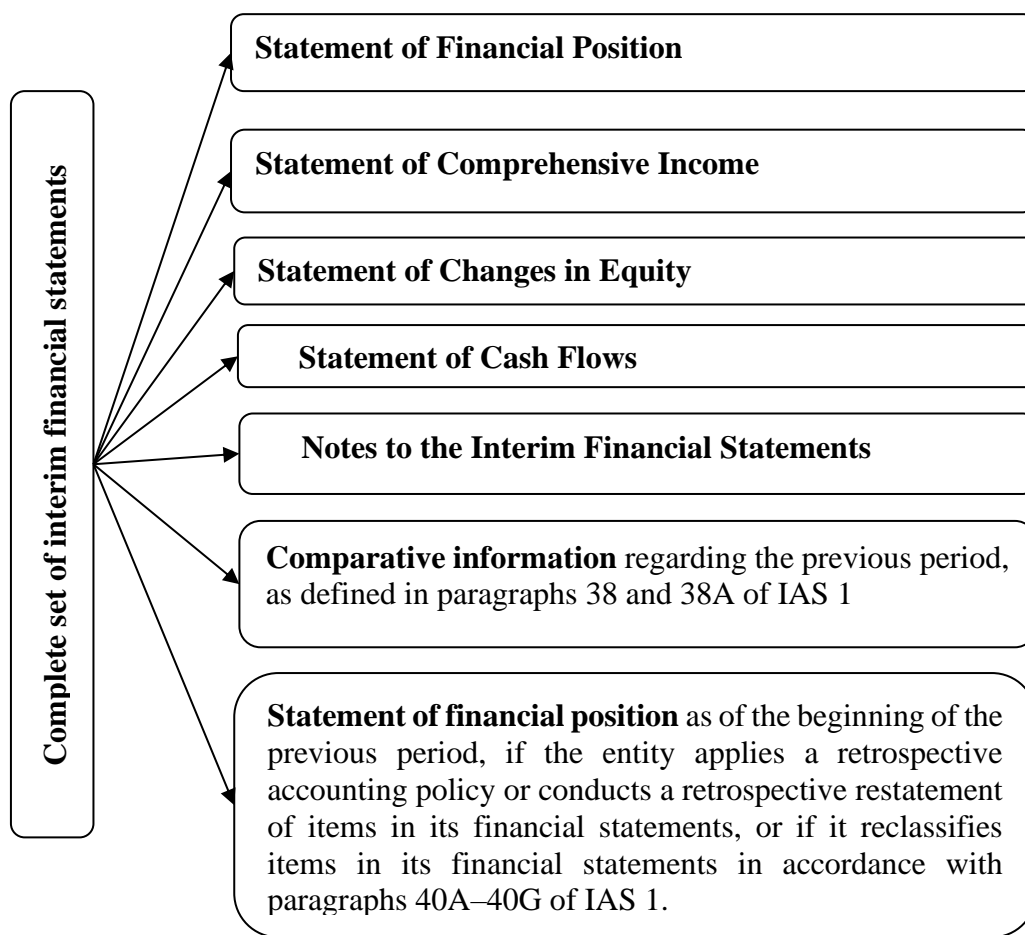 Complete set of interim financial statements
Statement of Financial Position
Statement of Comprehensive Income
Statement of Changes in Equity
Statement of Cash Flows
Notes to the Interim Financial Statements
Comparative information regarding the previous period,
as defined in paragraphs 38 and 38A of IAS 1
Statement of financial position as of the beginning of the
previous period, if the entity applies a retrospective
accounting policy or conducts a retrospective restatement
of items in its financial statements, or if it reclassifies
items in its financial statements in accordance with
paragraphs 40A–40G of IAS 1.